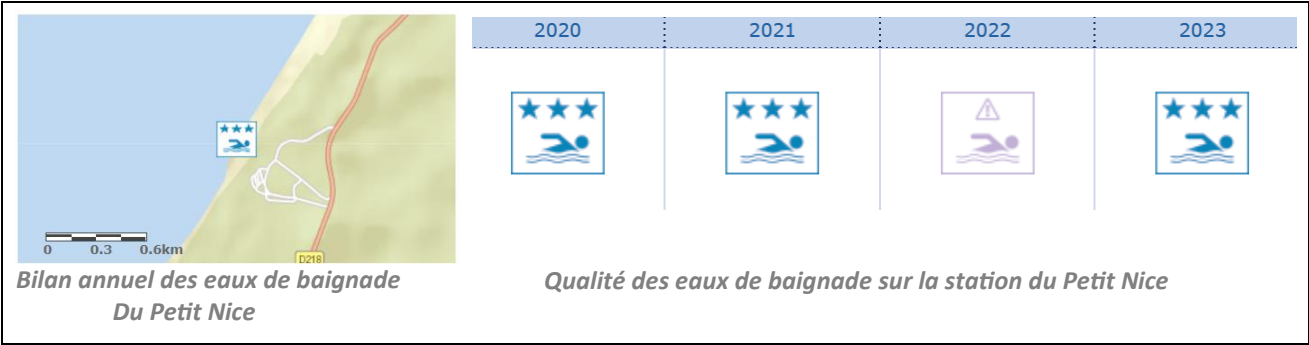 2020 2021 2022 2023
0 0.3 0.6km
D218
Bilan annuel des eaux de baignade
Du Petit Nice
Qualité des eaux de baignade sur la station du Petit Nice